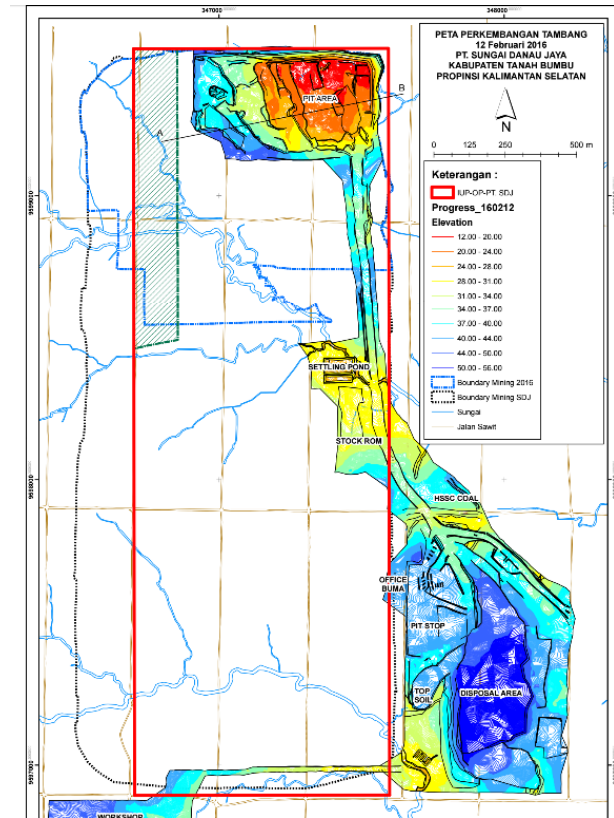 347000
348000
PETA PERKEMBANGAN TAMBANG
12 Februari 2016
PT. SUNGAI DANAU JAYA
KABUPATEN TANAH BUMBU
PROPINSI KALIMANTAN SELATAN
N
0 125 250 500 m
Keterangan :
IUP-OP-PT. SDJ
Progress_160212
Elevation
12.00 - 20.00
20.00 - 24.00
24.00 - 28.00
28.00 - 31.00
31.00 - 34.00
34.00 - 37.00
37.00 - 40.00
40.00 - 44.00
44.00 - 50.00
50.00 - 56.00
Boundary Mining 2016
Boundary Mining SDJ
Sungai
Jalan Sawit
PIT AREA
A
B
9599000
SETTLING POND
STOCK ROM
9598000
HSSC COAL
OFFICE
BUMA
PIT STOP
TOP
SOIL
DISPOSAL AREA
9597000
WORKSHOP